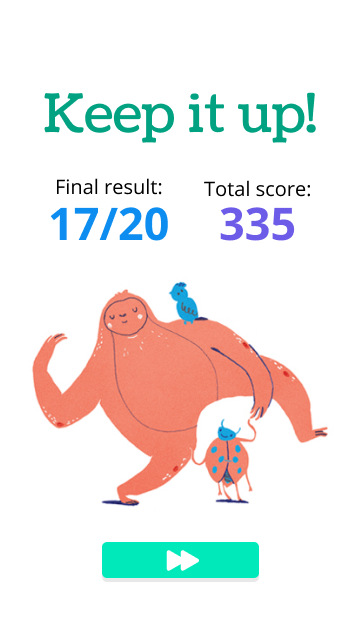 Keep it up!
Final result:
Total score:
17/20
335